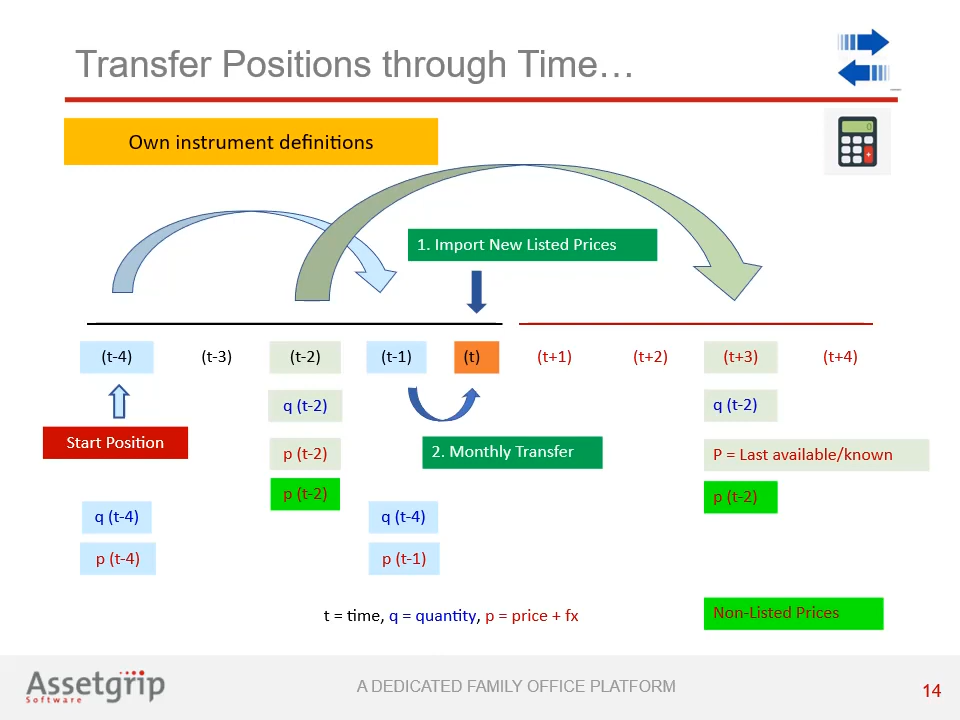 Transfer Positions through Time…
Own instrument definitions
0
+
1. Import New Listed Prices
(t-4) (t-3) (t-2) (t-1) (t) (t+1) (t+2) (t+3) (t+4)
q (t-2) q (t-2)
Start Position
2. Monthly Transfer
p (t-2) P = Last available/known
p (t-2) p (t-2)
q (t-4) q (t-4)
p (t-4) p (t-1)
t = time, q = quantity, p = price + fx
Non-Listed Prices
Assetgrip
Software
A DEDICATED FAMILY OFFICE PLATFORM
14